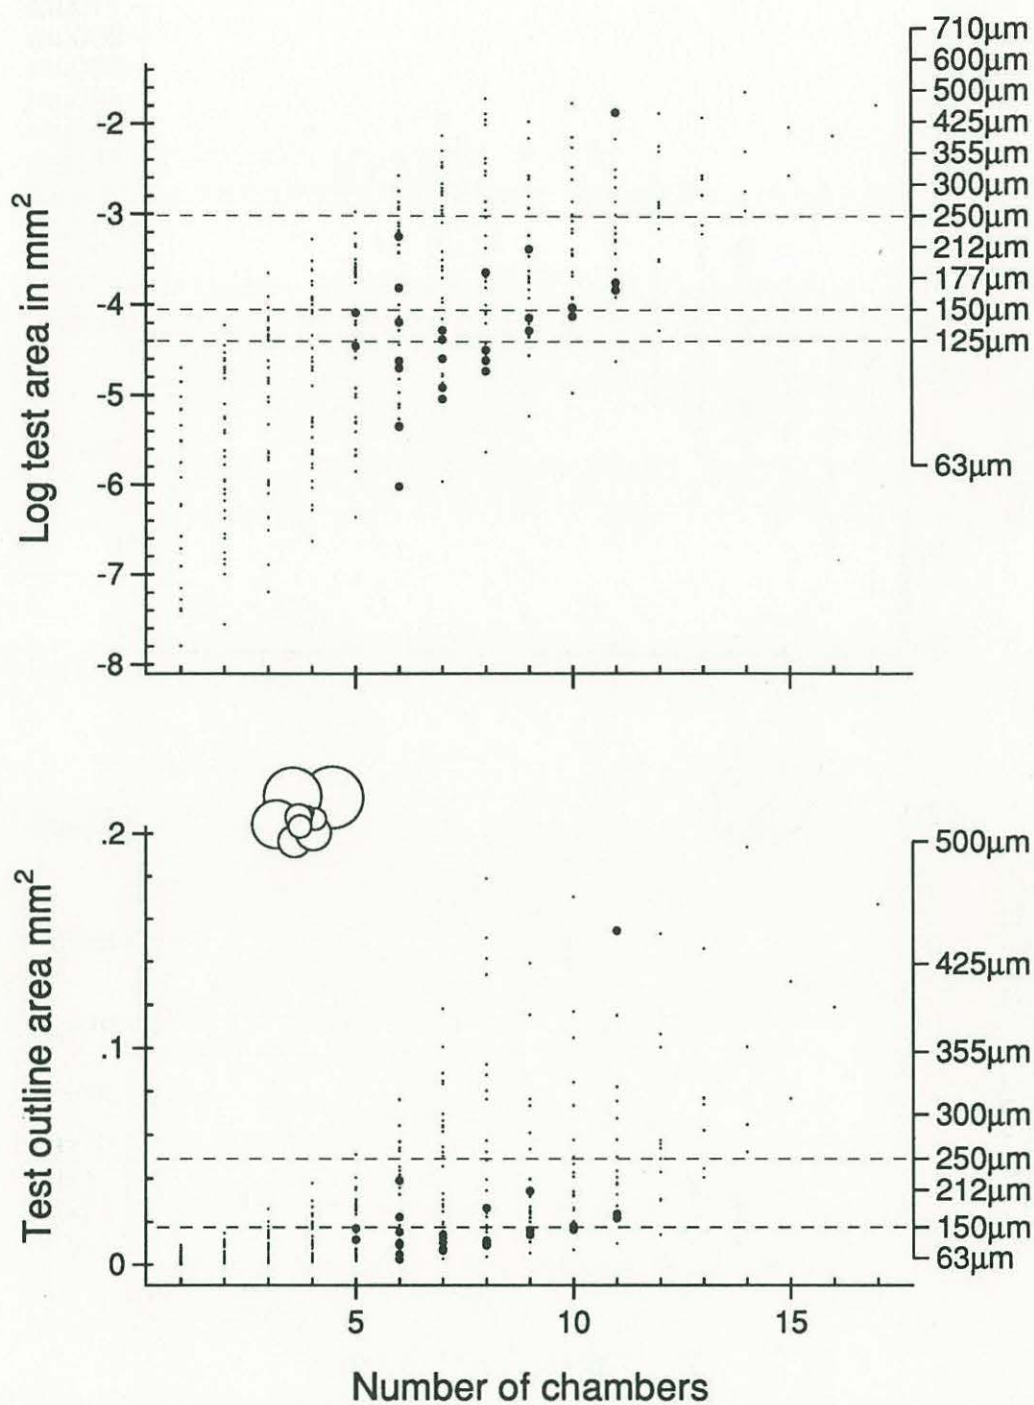 Log test area in mm²
-2
-3
-4
-5
-6
-7
-8
710µm
600µm
500µm
425µm
355µm
300µm
250µm
212µm
177µm
150µm
125µm
63µm
Test outline area mm²
.2
.1
0
500µm
425µm
355µm
300µm
250µm
212µm
150µm
63µm
5
10
15
Number of chambers